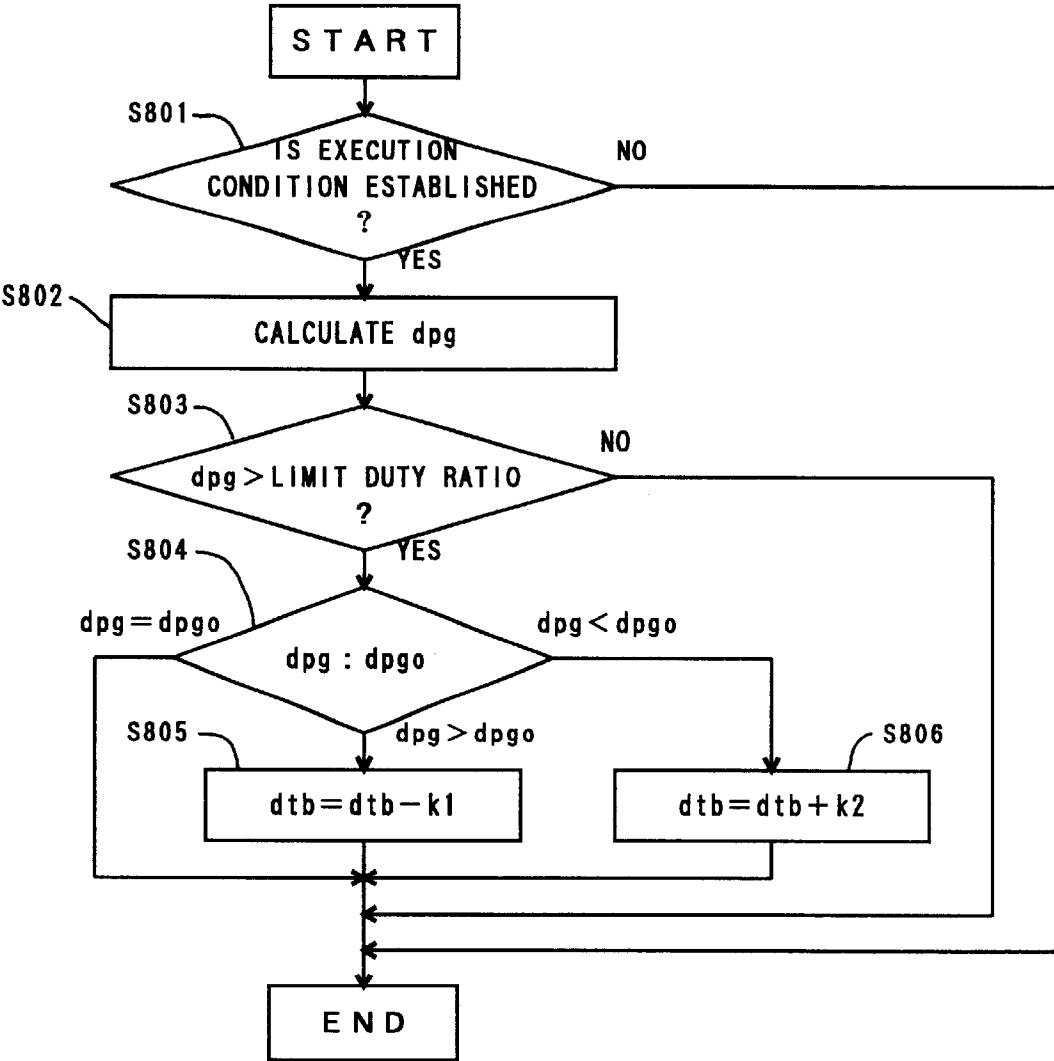 START
S801
IS EXECUTION
CONDITION ESTABLISHED
?
NO
YES
S802
CALCULATE dpg
S803
dpg>LIMIT DUTY RATIO
?
NO
YES
S804
dpg=dpgo
dpg:dpgo
dpg<dpgo
dpg>dpgo
S805
dtb=dtb-k1
S806
dtb=dtb+k2
END